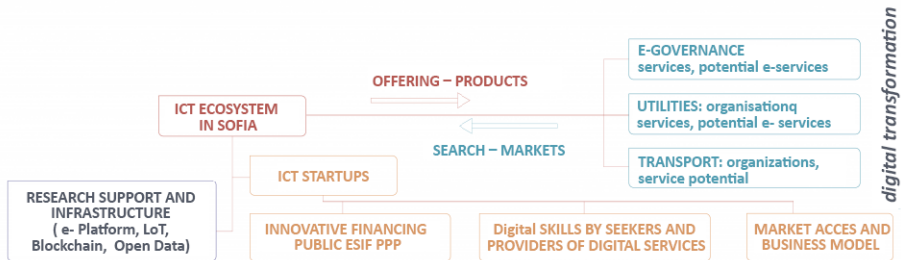 E-GOVERNANCE
services, potential e-services
OFFERING – PRODUCTS
ICT ECOSYSTEM
IN SOFIA
UTILITIES: organisationq
services, potential e- services
SEARCH – MARKETS
TRANSPORT: organizations,
service potential
digital transformation
ICT STARTUPS
RESEARCH SUPPORT AND
INFRASTRUCTURE
( e- Platform, LoT,
Blockchain, Open Data)
INNOVATIVE FINANCING
PUBLIC ESIF PPP
Digital SKILLS BY SEEKERS AND
PROVIDERS OF DIGITAL SERVICES
MARKET ACCES AND
BUSINESS MODEL